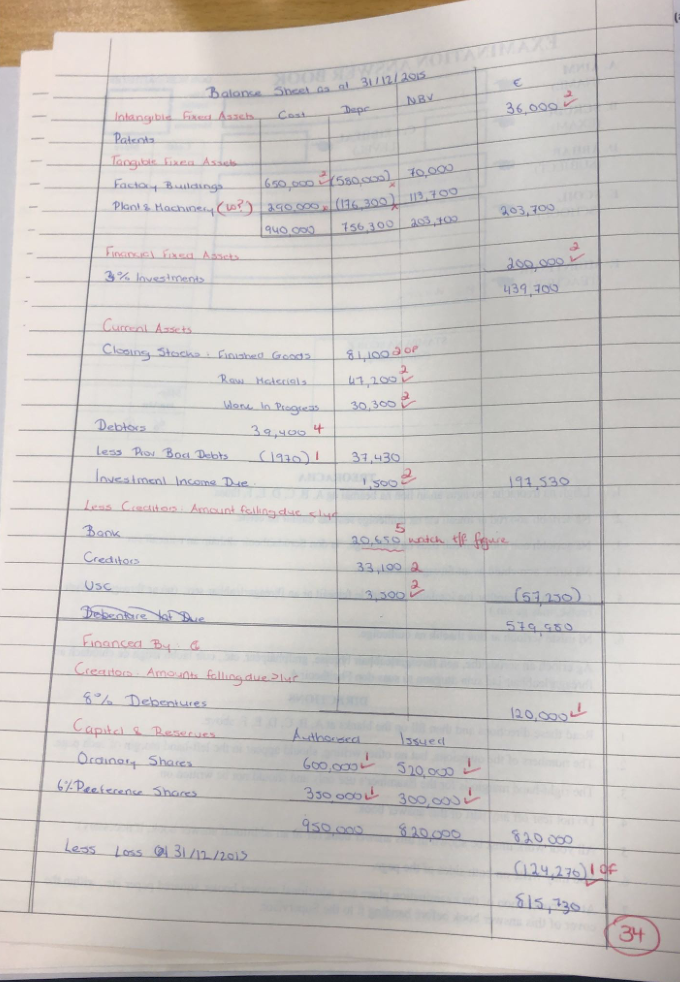 Balance Sheet as at 31/12/2015
Intangible Fixed Assets Cost Depr NBV €
Patents 36,000 2
Tangible Fixed Assets
Factory Buildings 650,000 2 (580,000) x 70,000
Plant & Machinery (WP) 290,000 x (176,300) x 113,700
940,000 756,300 203,700 203,700
Financial Fixed Assets
3% Investments 200,000 2
439,700
Current Assets
Closing Stocks: Finished Goods 81,100 2OF
Raw Materials 47,200 2
Work In Progress 30,300 2
Debtors 39,400 4
Less Prov Bad Debts (1970) 1 37,430
Investment Income Due 1,500 2 197,530
Less Creditors: Amount falling due <1yr
Bank 20,650 5 watch figure
Creditors 33,100 2
USC 3,500 2 (57,250)
Debenture Int Due 579,980
Financed By:
Creditors: Amounts falling due >1yr
8% Debentures 120,000 1
Capital & Reserves Authorised Issued
Ordinary Shares 600,000 1 520,000 1
6% Preference Shares 350,000 1 300,000 1
950,000 820,000 820,000
Less Loss @ 31/12/2015 (124,270) 1 OF
815,730
34